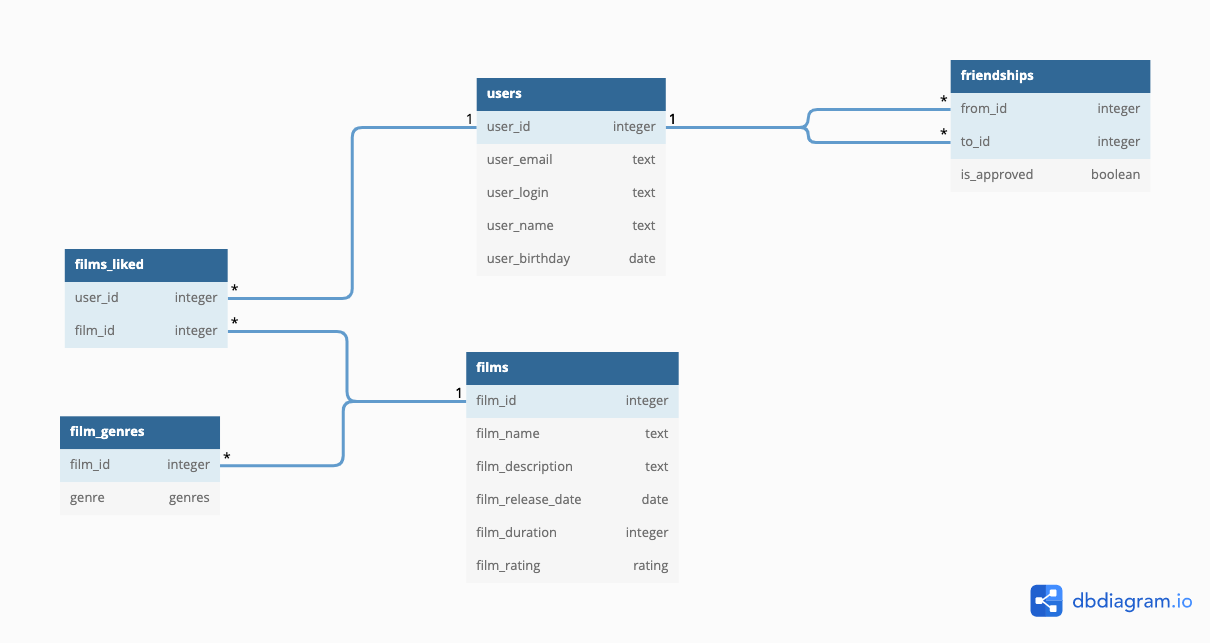 users
1 user_id integer 1
user_email text
user_login text
user_name text
user_birthday date
friendships
* from_id integer
* to_id integer
is_approved boolean
films_liked
user_id integer *
film_id integer *
film_genres
film_id integer *
genre genres
films
1 film_id integer
film_name text
film_description text
film_release_date date
film_duration integer
film_rating rating
dbdiagram.io